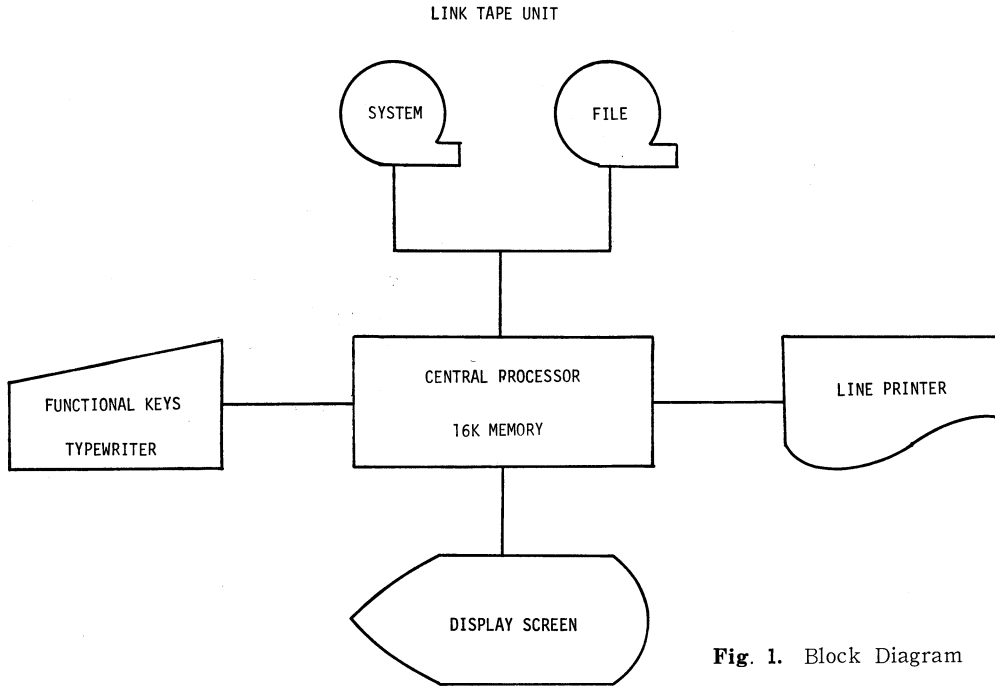 LINK TAPE UNIT
SYSTEM
FILE
CENTRAL PROCESSOR
16K MEMORY
FUNCTIONAL KEYS
TYPEWRITER
LINE PRINTER
DISPLAY SCREEN
Fig. 1. Block Diagram